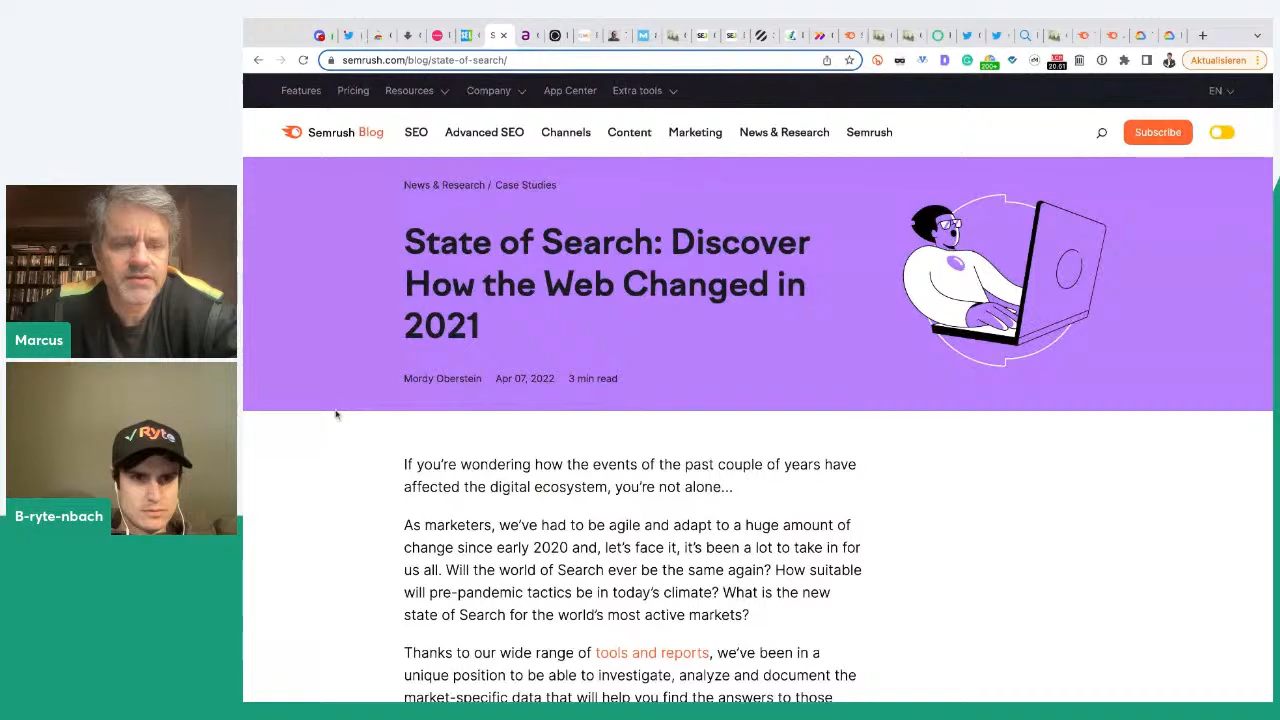 semrush.com/blog/state-of-search/
200+
20.61
Aktualisieren
Features Pricing Resources Company App Center Extra tools EN
Semrush Blog SEO Advanced SEO Channels Content Marketing News & Research Semrush Subscribe
News & Research / Case Studies
State of Search: Discover
How the Web Changed in
2021
Mordy Oberstein Apr 07, 2022 3 min read
If you're wondering how the events of the past couple of years have
affected the digital ecosystem, you're not alone...
As marketers, we've had to be agile and adapt to a huge amount of
change since early 2020 and, let's face it, it's been a lot to take in for
us all. Will the world of Search ever be the same again? How suitable
will pre-pandemic tactics be in today's climate? What is the new
state of Search for the world's most active markets?
Thanks to our wide range of tools and reports, we've been in a
unique position to be able to investigate, analyze and document the
market-specific data that will help you find the answers to those
Marcus
√Ryte
B-ryte-nbach